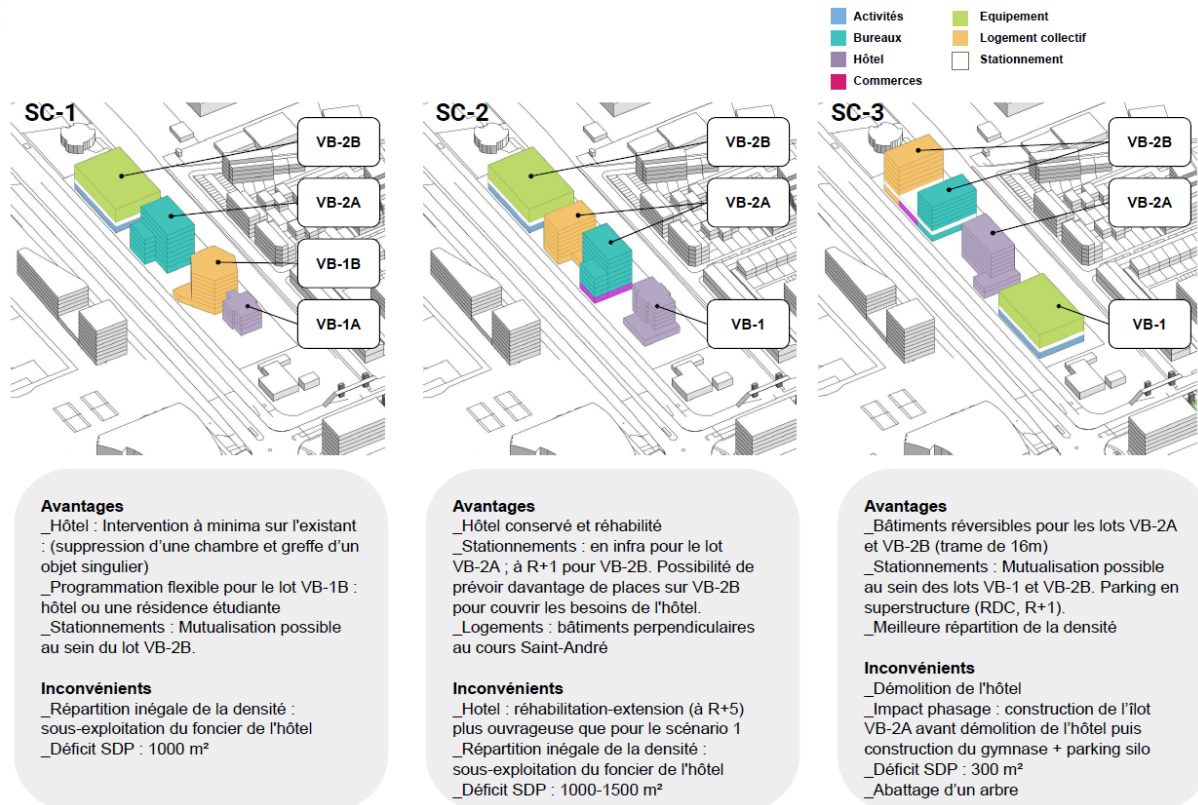 Activités
Bureaux
Hôtel
Commerces
Equipement
Logement collectif
Stationnement
SC-1
VB-2B
VB-2A
VB-1B
VB-1A
SC-2
VB-2B
VB-2A
VB-1
SC-3
VB-2B
VB-2A
VB-1
Avantages
_Hôtel : Intervention à minima sur l'existant
: (suppression d’une chambre et greffe d’un
objet singulier)
_Programmation flexible pour le lot VB-1B :
hôtel ou une résidence étudiante
_Stationnements : Mutualisation possible
au sein du lot VB-2B.
Inconvénients
_Répartition inégale de la densité :
sous-exploitation du foncier de l'hôtel
_Déficit SDP : 1000 m²
Avantages
_Hôtel conservé et réhabilité
_Stationnements : en infra pour le lot
VB-2A ; à R+1 pour VB-2B. Possibilité de
prévoir davantage de places sur VB-2B
pour couvrir les besoins de l'hôtel.
_Logements : bâtiments perpendiculaires
au cours Saint-André
Inconvénients
_Hotel : réhabilitation-extension (à R+5)
plus ouvrageuse que pour le scénario 1
_Répartition inégale de la densité :
sous-exploitation du foncier de l'hôtel
_Déficit SDP : 1000-1500 m²
Avantages
_Bâtiments réversibles pour les lots VB-2A
et VB-2B (trame de 16m)
_Stationnements : Mutualisation possible
au sein des lots VB-1 et VB-2B. Parking en
superstructure (RDC, R+1).
_Meilleure répartition de la densité
Inconvénients
_Démolition de l'hôtel
_Impact phasage : construction de l’îlot
VB-2A avant démolition de l’hôtel puis
construction du gymnase + parking silo
_Déficit SDP : 300 m²
_Abattage d’un arbre